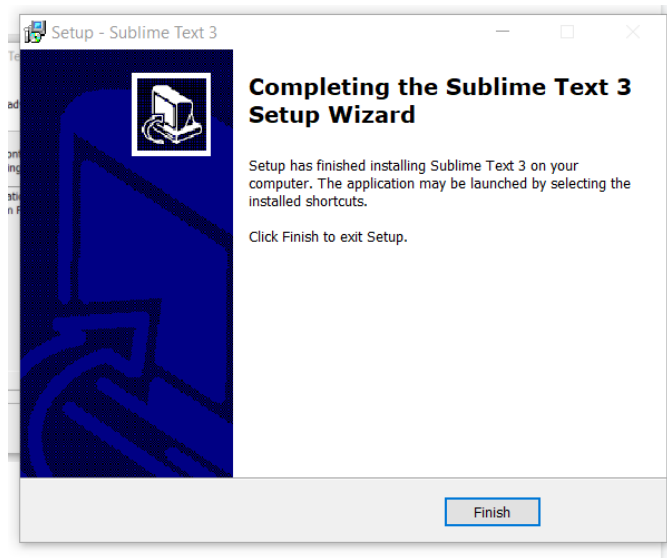 Setup - Sublime Text 3
Completing the Sublime Text 3
Setup Wizard
Setup has finished installing Sublime Text 3 on your
computer. The application may be launched by selecting the
installed shortcuts.
Click Finish to exit Setup.
Finish